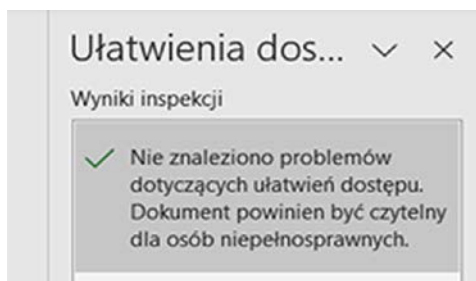 Ułatwienia dos...
Wyniki inspekcji
Nie znaleziono problemów
dotyczących ułatwień dostępu.
Dokument powinien być czytelny
dla osób niepełnosprawnych.